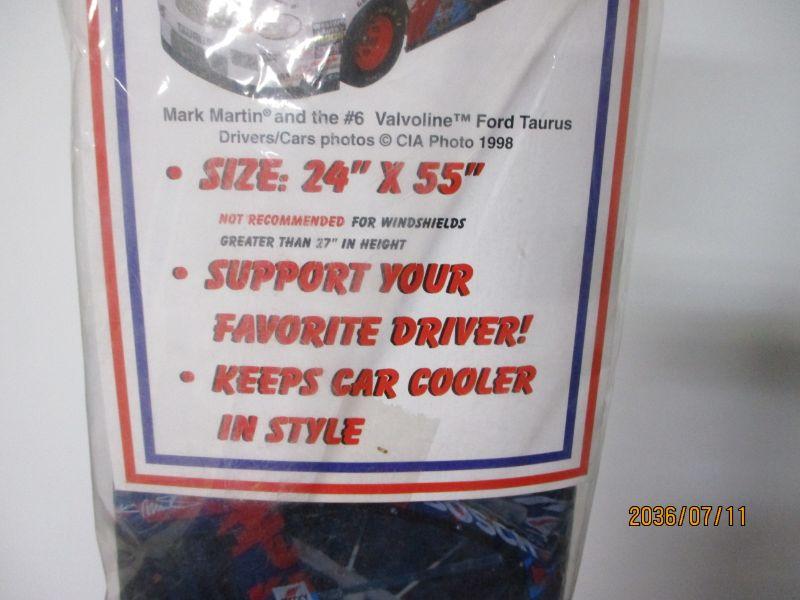 Mark Martin® and the #6 Valvoline™ Ford Taurus
Drivers/Cars photos © CIA Photo 1998
• SIZE: 24" X 55"
NOT RECOMMENDED FOR WINDSHIELDS
GREATER THAN 27" IN HEIGHT
• SUPPORT YOUR
FAVORITE DRIVER!
• KEEPS CAR COOLER
IN STYLE
2036/07/11